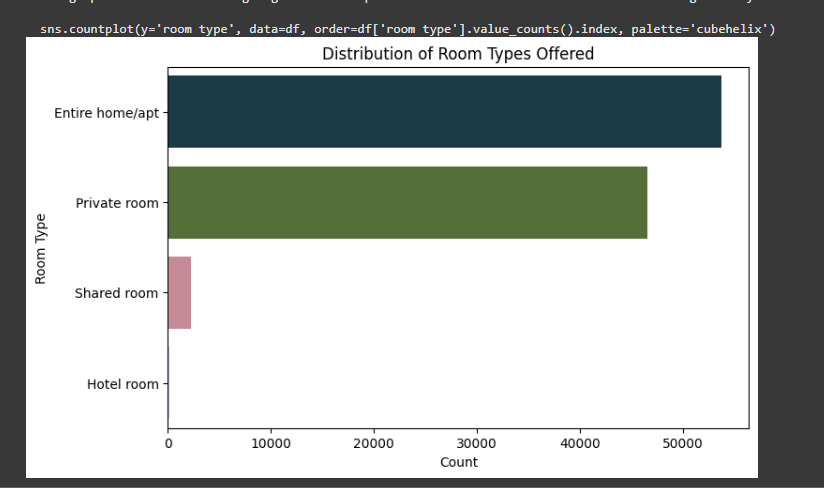 sns.countplot(y='room type', data=df, order=df['room type'].value_counts().index, palette='cubehelix')
Distribution of Room Types Offered
Entire home/apt
Private room
Shared room
Hotel room
Room Type
0 10000 20000 30000 40000 50000
Count